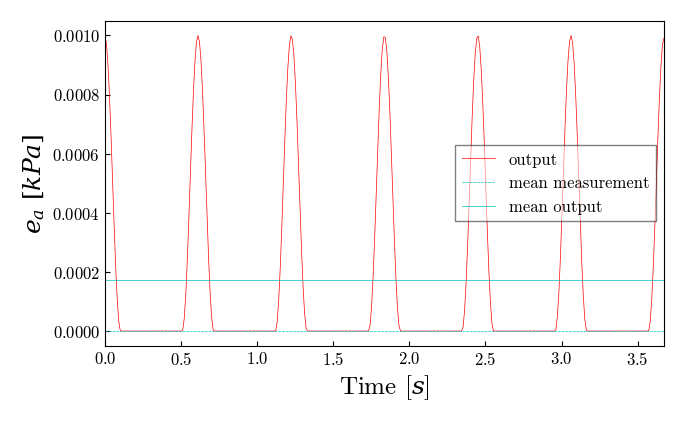 0.0010
0.0008
0.0006
0.0004
0.0002
0.0000
e_a [kPa]
output
mean measurement
mean output
0.0 0.5 1.0 1.5 2.0 2.5 3.0 3.5
Time [s]